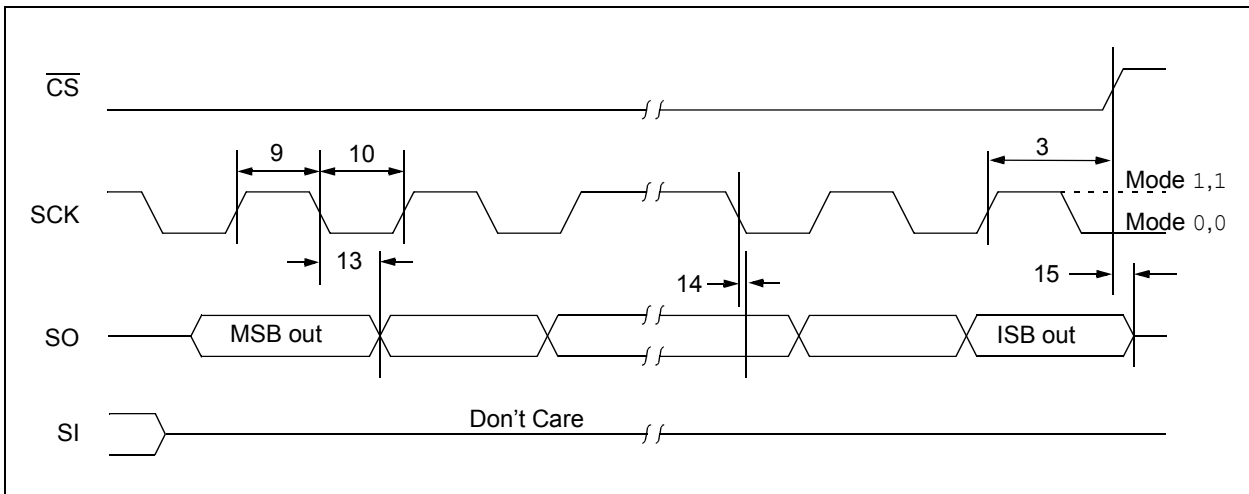 CS
9
10
3
Mode 1,1
SCK
Mode 0,0
13
14
15
SO
MSB out
ISB out
Don't Care
SI